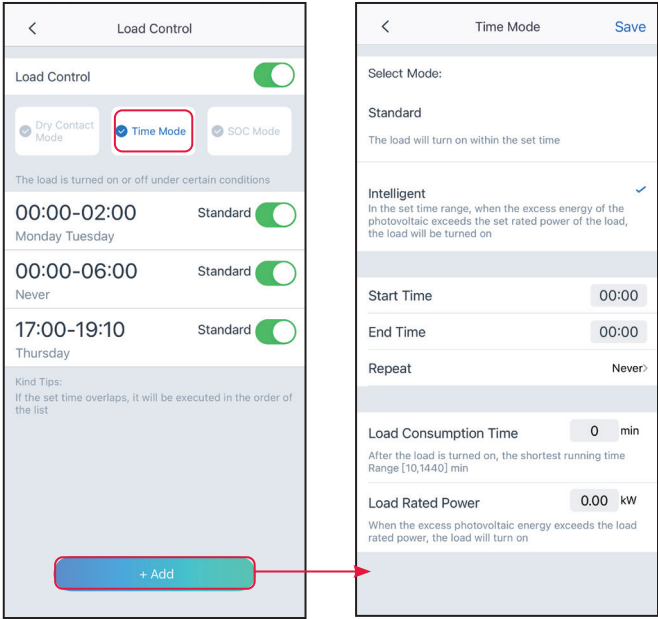 Load Control
Load Control
Dry Contact
Mode
Time Mode
SOC Mode
The load is turned on or off under certain conditions
00:00-02:00 Standard
Monday Tuesday
00:00-06:00 Standard
Never
17:00-19:10 Standard
Thursday
Kind Tips:
If the set time overlaps, it will be executed in the order of
the list
+ Add
Time Mode Save
Select Mode:
Standard
The load will turn on within the set time
Intelligent
In the set time range, when the excess energy of the
photovoltaic exceeds the set rated power of the load,
the load will be turned on
Start Time 00:00
End Time 00:00
Repeat Never>
Load Consumption Time 0 min
After the load is turned on, the shortest running time
Range [10,1440] min
Load Rated Power 0.00 kW
When the excess photovoltaic energy exceeds the load
rated power, the load will turn on